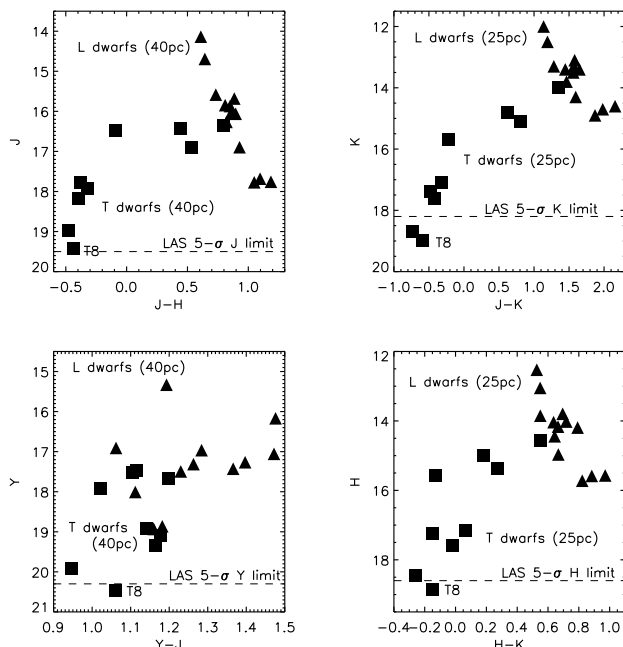 14
15
16
17
18
19
20
J
L dwarfs (40pc)
T dwarfs (40pc)
LAS 5-σ J limit
T8
-0.5 0.0 0.5 1.0
J-H
12
14
16
18
20
K
L dwarfs (25pc)
T dwarfs (25pc)
LAS 5-σ K limit
T8
-1.0 -0.5 0.0 0.5 1.0 1.5 2.0
J-K
15
16
17
18
19
20
21
Y
L dwarfs (40pc)
T dwarfs
(40pc)
LAS 5-σ Y limit
T8
0.9 1.0 1.1 1.2 1.3 1.4 1.5
Y-J
12
14
16
18
20
H
L dwarfs (25pc)
T dwarfs (25pc)
LAS 5-σ H limit
T8
-0.4 -0.2 0.0 0.2 0.4 0.6 0.8 1.0
H-K